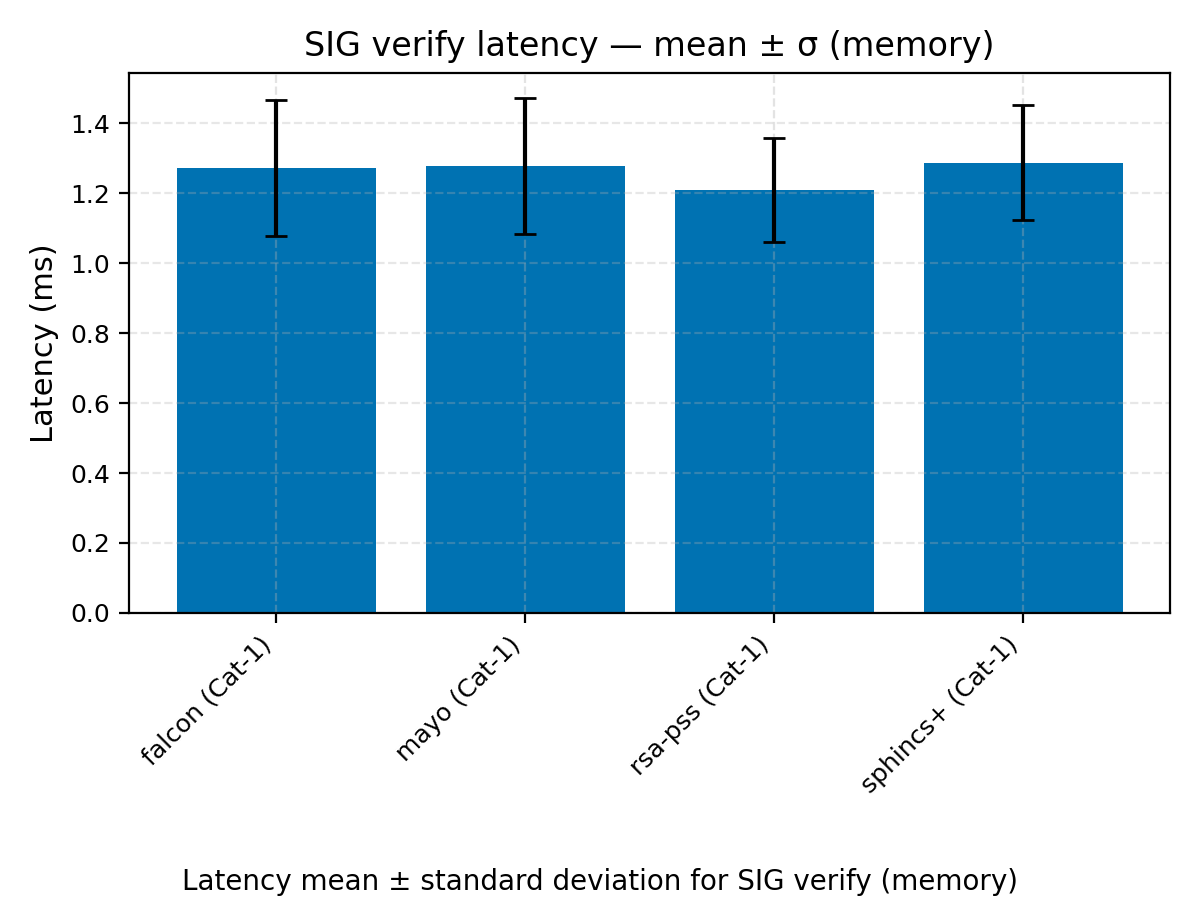 SIG verify latency — mean ± σ (memory)
Latency (ms)
1.4
1.2
1.0
0.8
0.6
0.4
0.2
0.0
falcon (Cat-1)
mayo (Cat-1)
rsa-pss (Cat-1)
sphincs+ (Cat-1)
Latency mean ± standard deviation for SIG verify (memory)